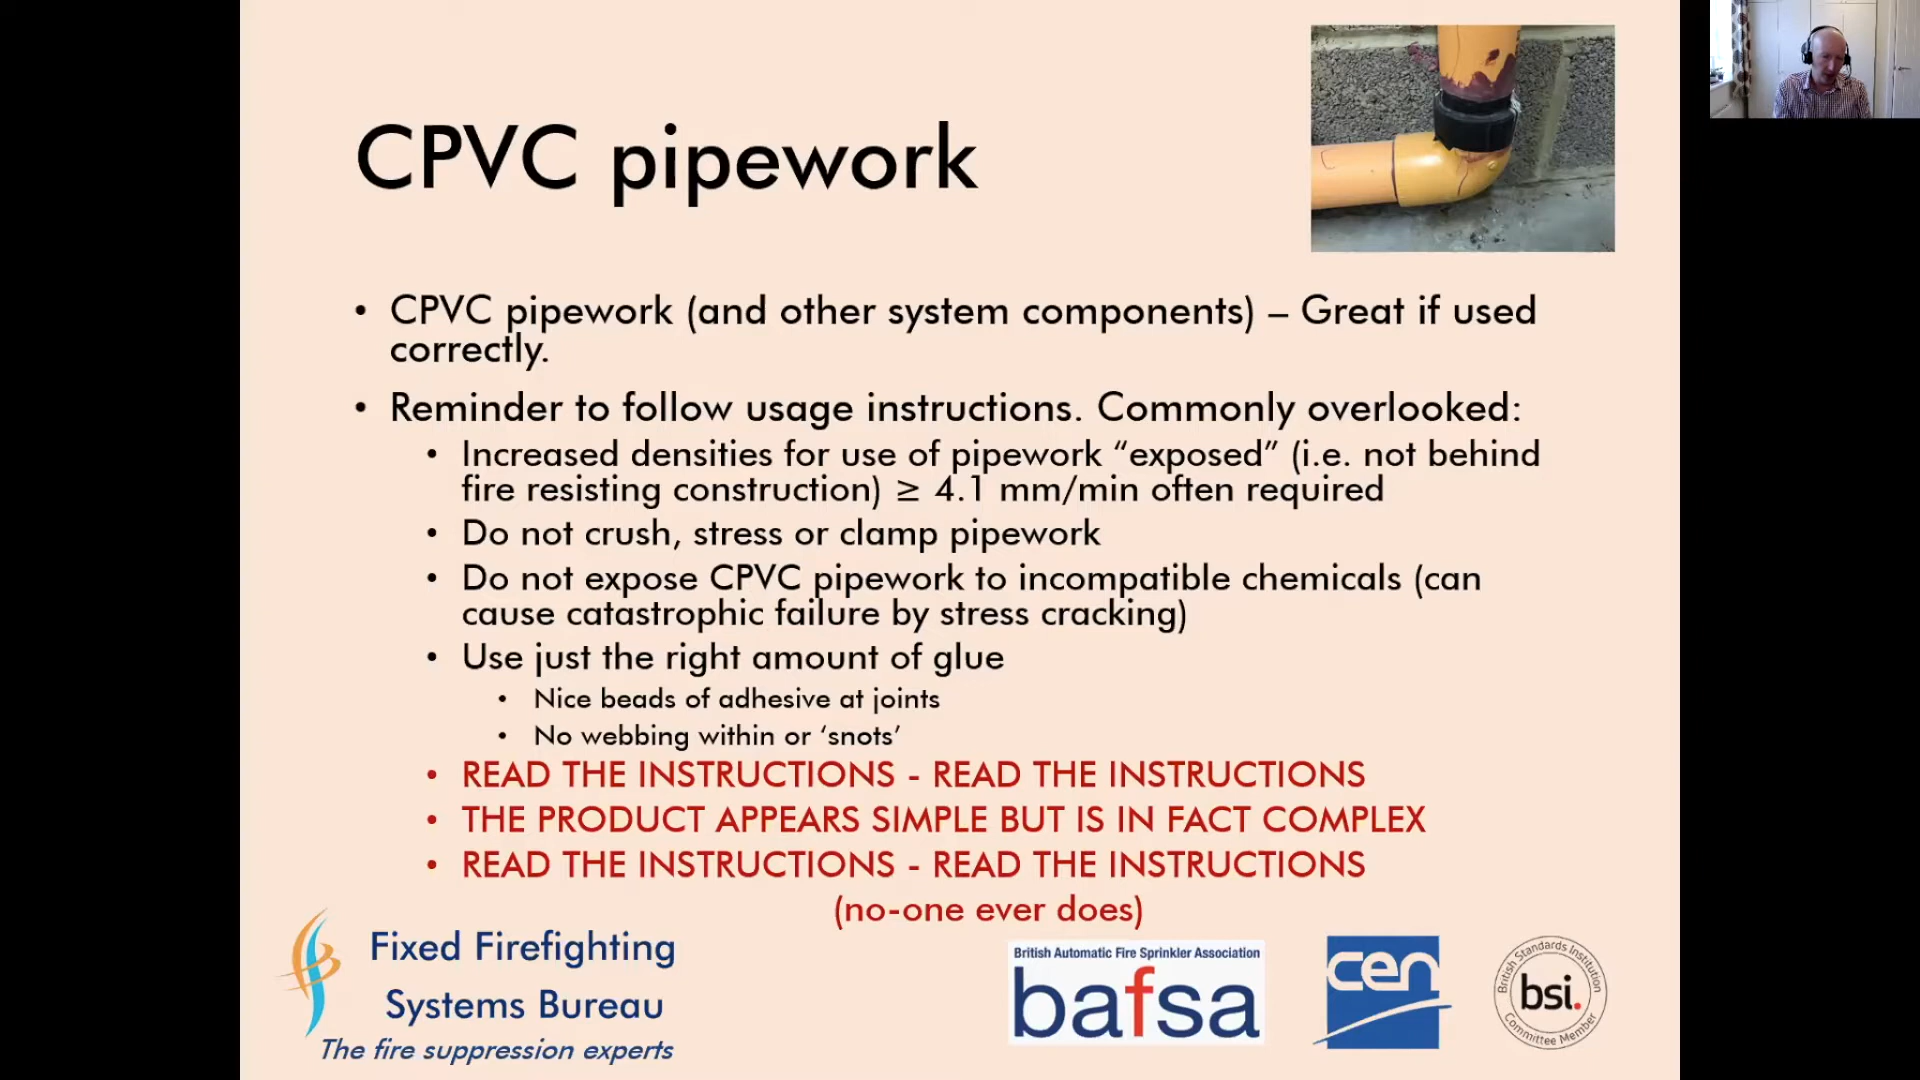 CPVC pipework
• CPVC pipework (and other system components) – Great if used
correctly.
• Reminder to follow usage instructions. Commonly overlooked:
• Increased densities for use of pipework “exposed” (i.e. not behind
fire resisting construction) ≥ 4.1 mm/min often required
• Do not crush, stress or clamp pipework
• Do not expose CPVC pipework to incompatible chemicals (can
cause catastrophic failure by stress cracking)
• Use just the right amount of glue
• Nice beads of adhesive at joints
• No webbing within or ‘snots’
• READ THE INSTRUCTIONS - READ THE INSTRUCTIONS
• THE PRODUCT APPEARS SIMPLE BUT IS IN FACT COMPLEX
• READ THE INSTRUCTIONS - READ THE INSTRUCTIONS
(no-one ever does)
Fixed Firefighting
Systems Bureau
The fire suppression experts
British Automatic Fire Sprinkler Association
bafsa
cen
British Standards Institution
bsi.
Committee Member